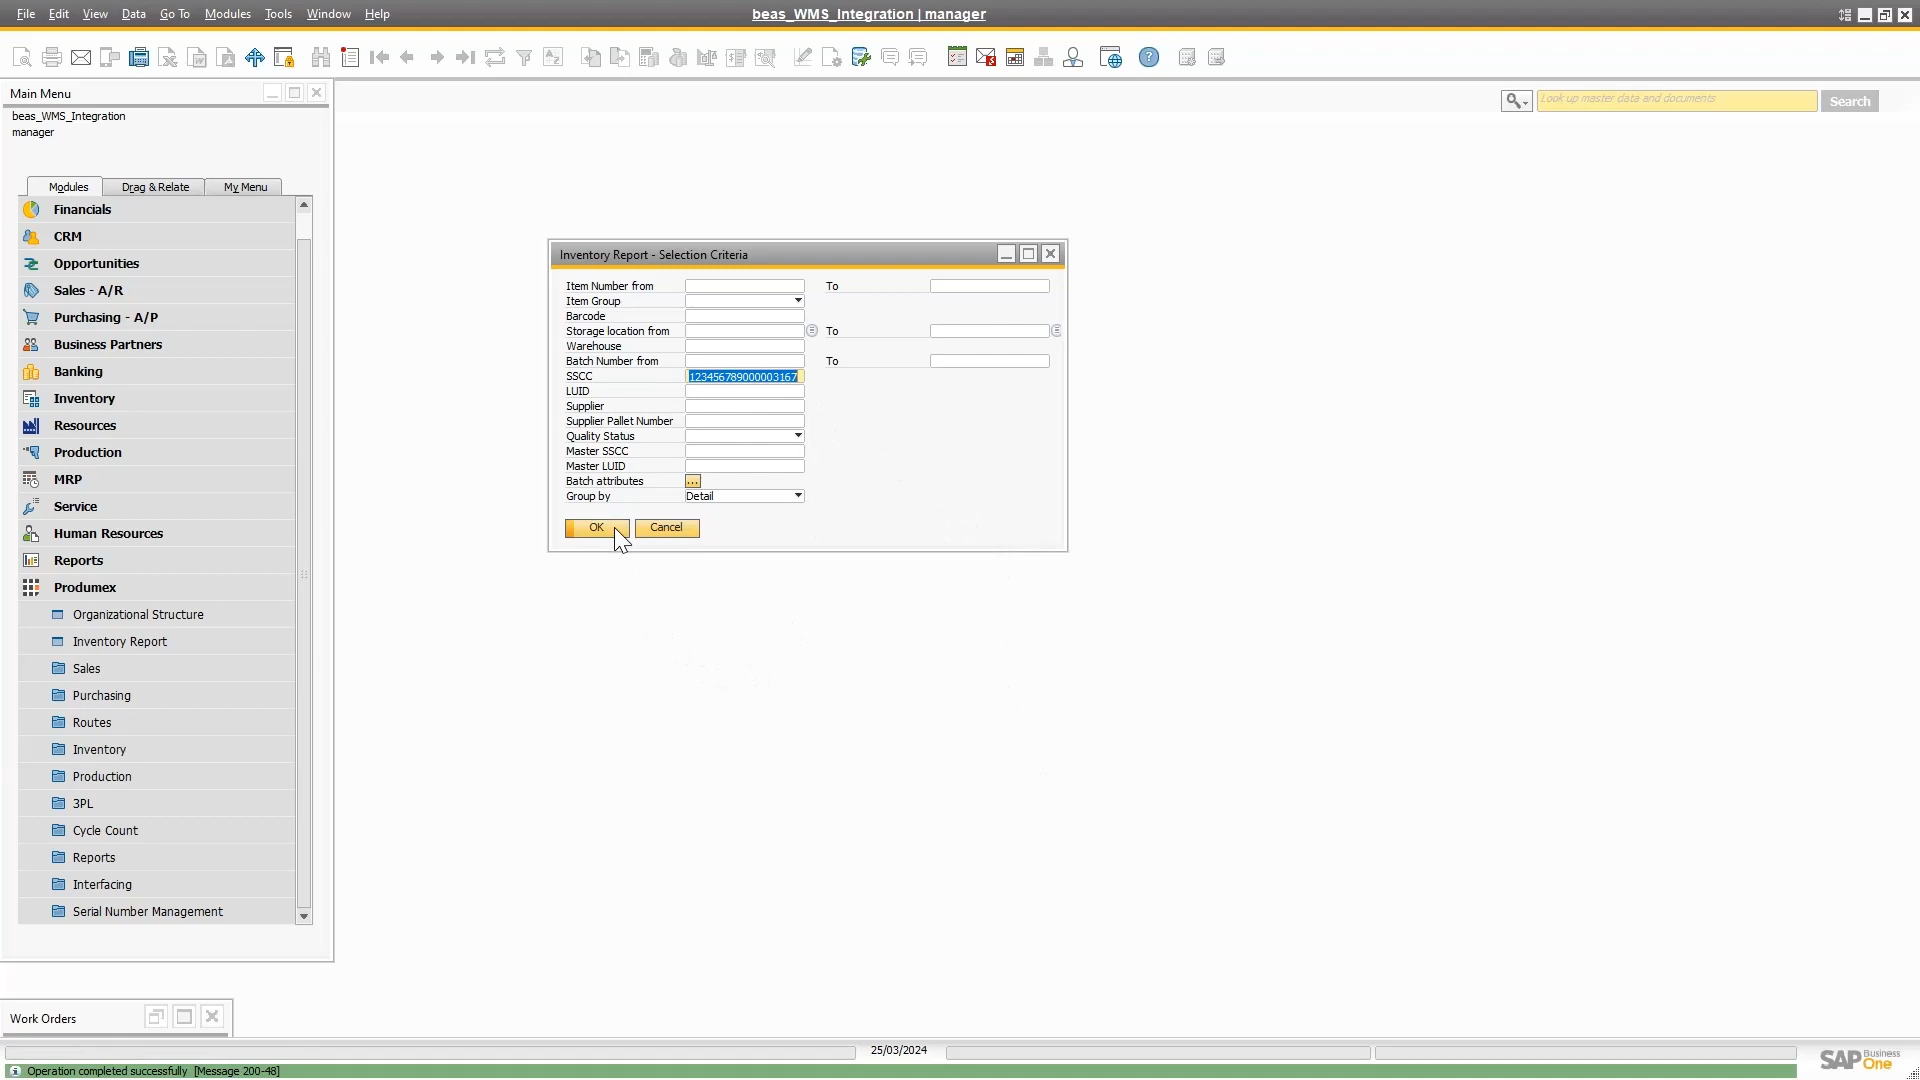 File Edit View Data Go To Modules Tools Window Help
beas_WMS_Integration | manager
Main Menu
beas_WMS_Integration
manager
Look up master data and documents
Search
Modules
Drag & Relate
My Menu
Financials
CRM
Opportunities
Sales - A/R
Purchasing - A/P
Business Partners
Banking
Inventory
Resources
Production
MRP
Service
Human Resources
Reports
Produmex
Organizational Structure
Inventory Report
Sales
Purchasing
Routes
Inventory
Production
3PL
Cycle Count
Reports
Interfacing
Serial Number Management
Inventory Report - Selection Criteria
Item Number from To
Item Group
Barcode
Storage location from To
Warehouse
Batch Number from To
SSCC 123456789000003167
LUID
Supplier
Supplier Pallet Number
Quality Status
Master SSCC
Master LUID
Batch attributes ...
Group by Detail
OK Cancel
Work Orders
25/03/2024
Operation completed successfully [Message 200-48]
SAP Business One